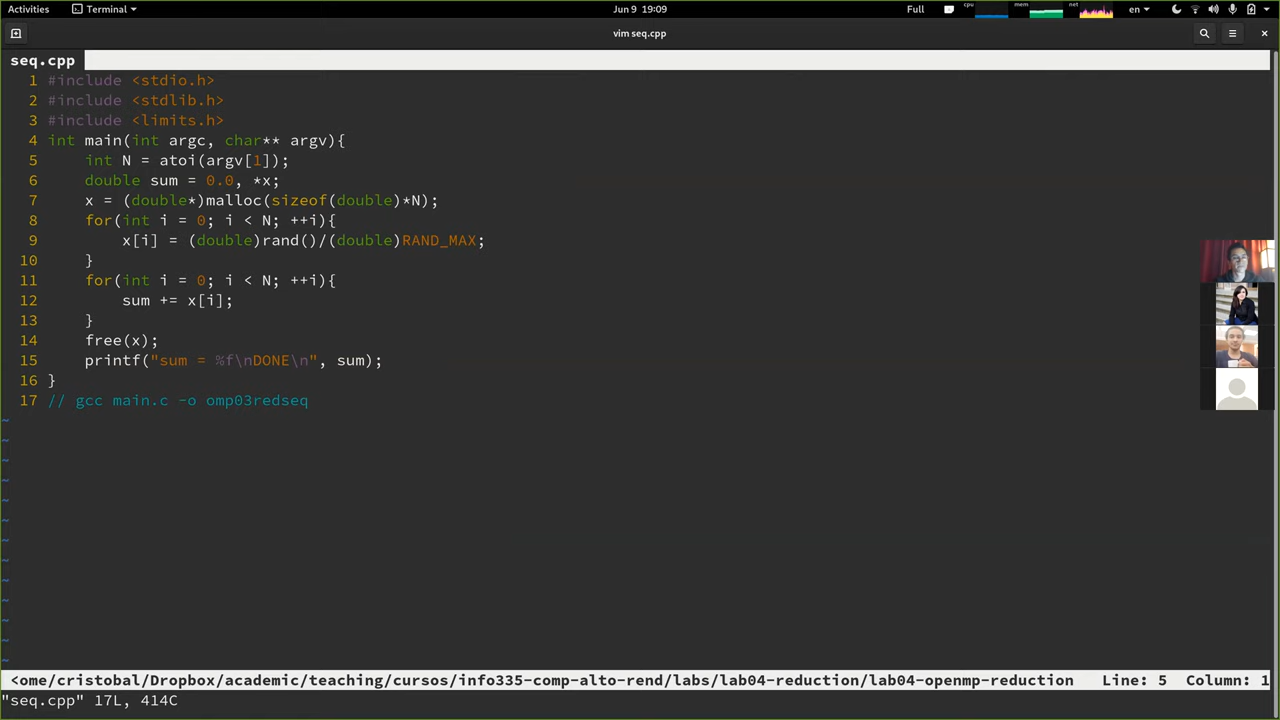 Activities Terminal Jun 9 19:09 Full cpu mem net en
vim seq.cpp
seq.cpp
1 #include <stdio.h>
2 #include <stdlib.h>
3 #include <limits.h>
4 int main(int argc, char** argv){
5     int N = atoi(argv[1]);
6     double sum = 0.0, *x;
7     x = (double*)malloc(sizeof(double)*N);
8     for(int i = 0; i < N; ++i){
9         x[i] = (double)rand()/(double)RAND_MAX;
10     }
11     for(int i = 0; i < N; ++i){
12         sum += x[i];
13     }
14     free(x);
15     printf("sum = %f\nDONE\n", sum);
16 }
17 // gcc main.c -o omp03redseq
~
~
~
~
~
~
~
~
~
~
~
~
<ome/cristobal/Dropbox/academic/teaching/cursos/info335-comp-alto-rend/labs/lab04-reduction/lab04-openmp-reduction Line: 5 Column: 1
"seq.cpp" 17L, 414C